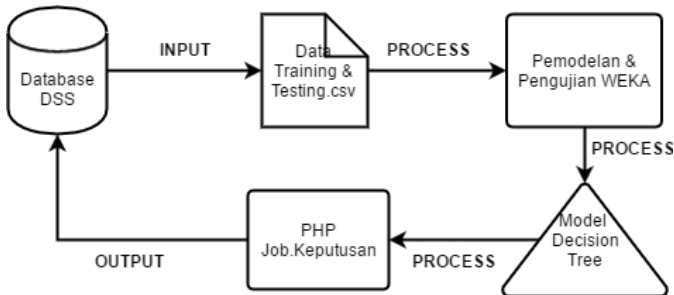 Database
DSS
INPUT
Data
Training &
Testing.csv
PROCESS
Pemodelan &
Pengujian WEKA
PROCESS
Model
Decision
Tree
PROCESS
PHP
Job.Keputusan
OUTPUT